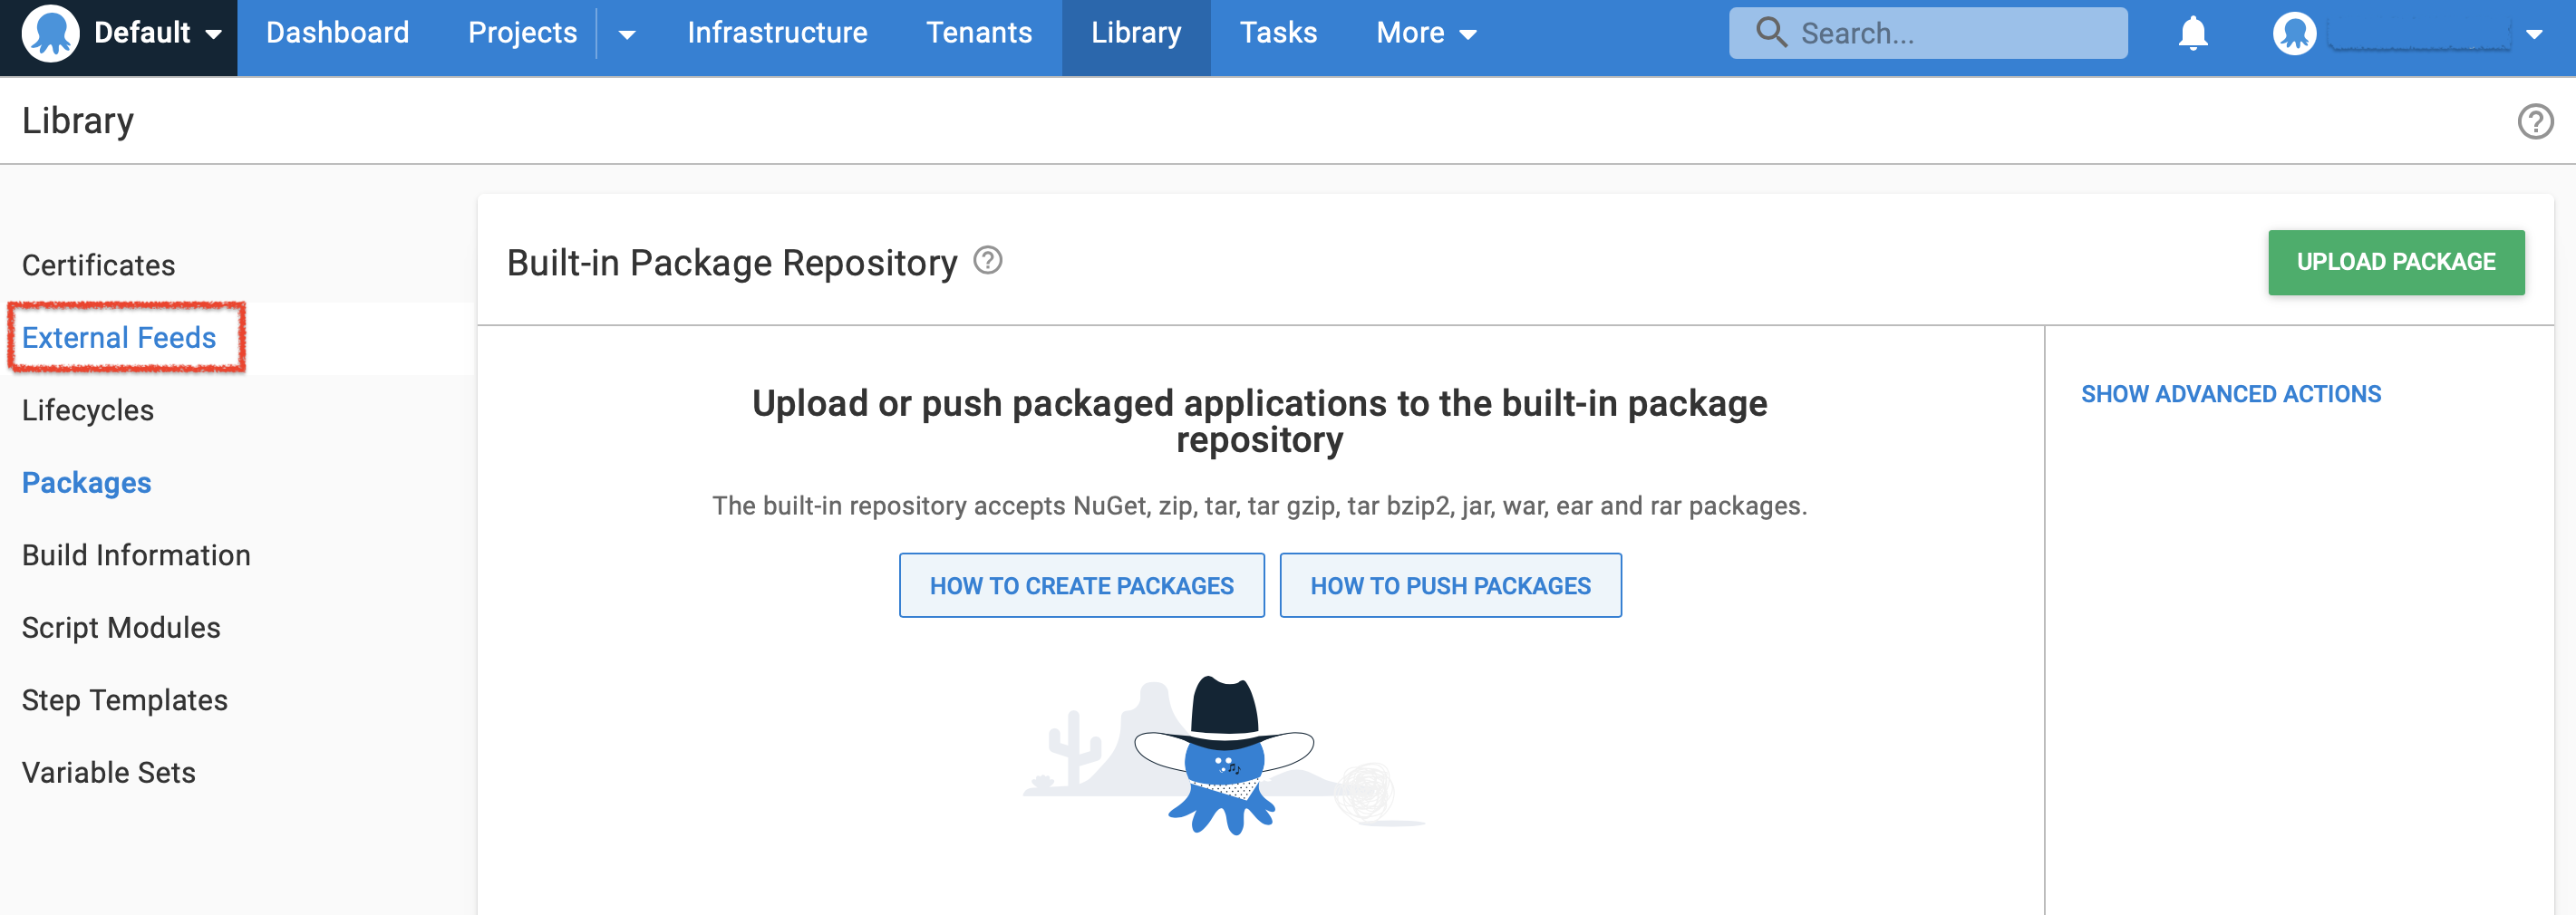 Default Dashboard Projects Infrastructure Tenants Library Tasks More Search...
Library
Certificates
External Feeds
Lifecycles
Packages
Build Information
Script Modules
Step Templates
Variable Sets
Built-in Package Repository
UPLOAD PACKAGE
Upload or push packaged applications to the built-in package
repository
The built-in repository accepts NuGet, zip, tar, tar gzip, tar bzip2, jar, war, ear and rar packages.
HOW TO CREATE PACKAGES HOW TO PUSH PACKAGES
SHOW ADVANCED ACTIONS